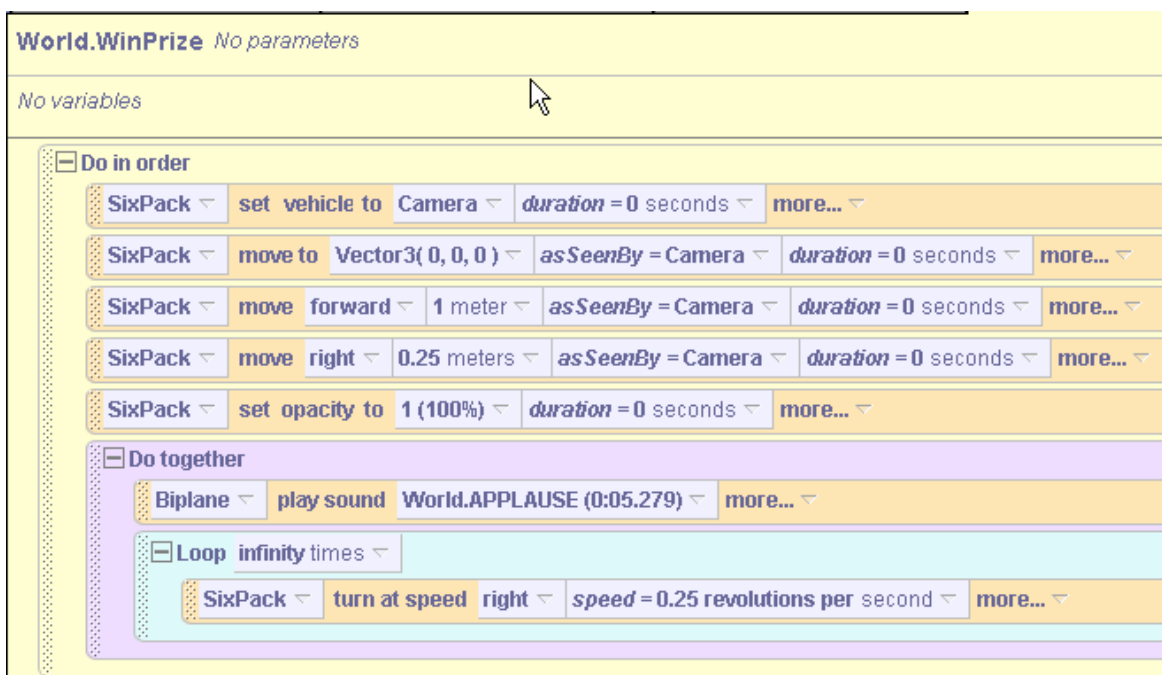 World.WinPrize No parameters
No variables
Do in order
SixPack set vehicle to Camera duration = 0 seconds more...
SixPack move to Vector3( 0, 0, 0 ) asSeenBy = Camera duration = 0 seconds more...
SixPack move forward 1 meter asSeenBy = Camera duration = 0 seconds more...
SixPack move right 0.25 meters asSeenBy = Camera duration = 0 seconds more...
SixPack set opacity to 1 (100%) duration = 0 seconds more...
Do together
Biplane play sound World.APPLAUSE (0:05.279) more...
Loop infinity times
SixPack turn at speed right speed = 0.25 revolutions per second more...